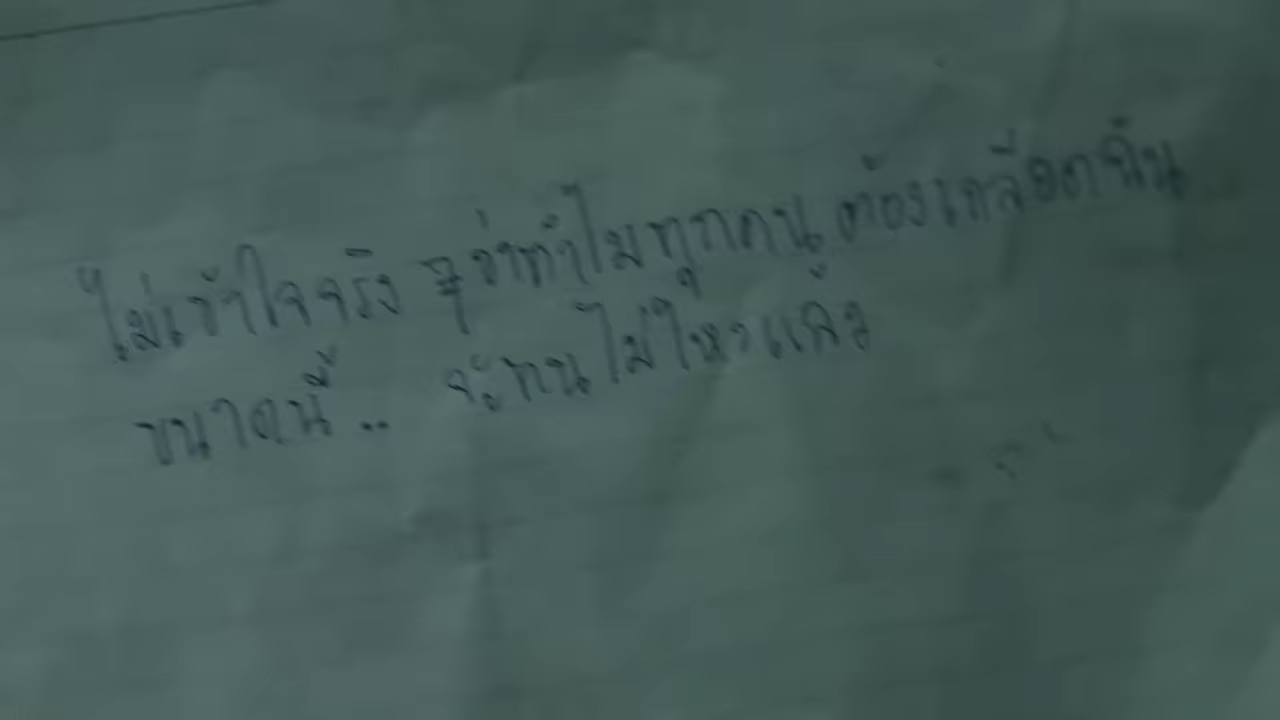 ไม่เข้าใจจริง ๆ ว่าทำไมทุกคนต้องเกลียดฉัน
ขนาดนี้.. จะทนไม่ไหวแล้ว